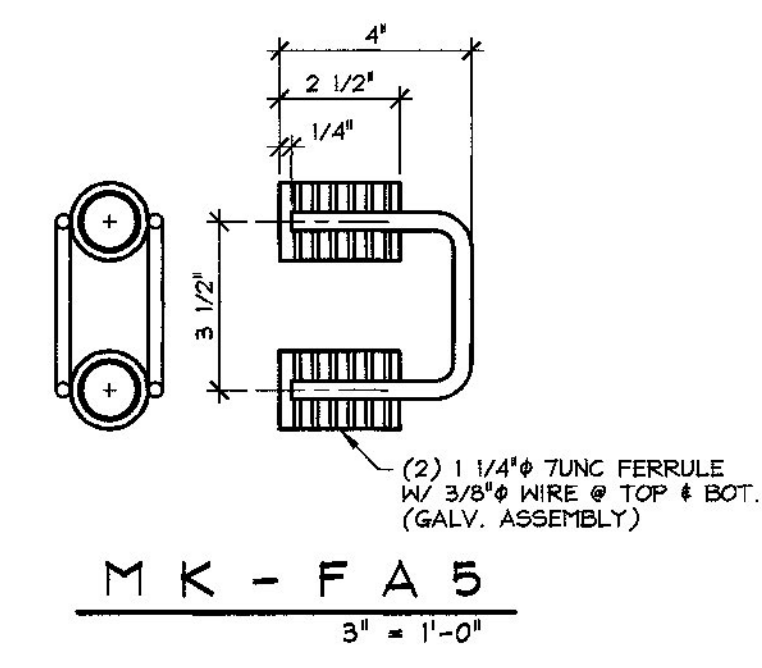 4"
2 1/2"
1/4"
3 1/2"
(2) 1 1/4"ϕ 7UNC FERRULE
W/ 3/8"ϕ WIRE @ TOP & BOT.
(GALV. ASSEMBLY)
MK-FA5
3" = 1'-0"